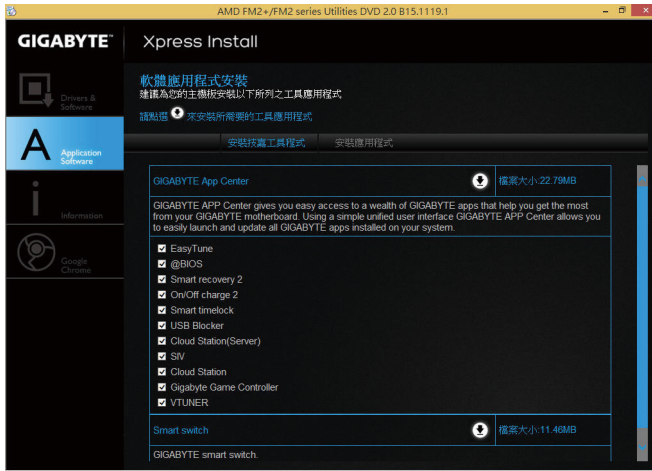 AMD FM2+/FM2 series Utilities DVD 2.0 B15.1119.1
GIGABYTE™
Xpress Install
Drivers & Software
Application Software
Information
Google Chrome
軟體應用程式安裝
建議為您的主機板安裝以下所列之工具應用程式
請點選 來安裝所需要的工具應用程式
安裝技嘉工具程式 安裝應用程式
GIGABYTE App Center 檔案大小:22.79MB
GIGABYTE APP Center gives you easy access to a wealth of GIGABYTE apps that help you get the most
from your GIGABYTE motherboard. Using a simple unified user interface GIGABYTE APP Center allows you
to easily launch and update all GIGABYTE apps installed on your system.
EasyTune
@BIOS
Smart recovery 2
On/Off charge 2
Smart timelock
USB Blocker
Cloud Station(Server)
SIV
Cloud Station
Gigabyte Game Controller
VTUNER
Smart switch 檔案大小:11.46MB
GIGABYTE smart switch.